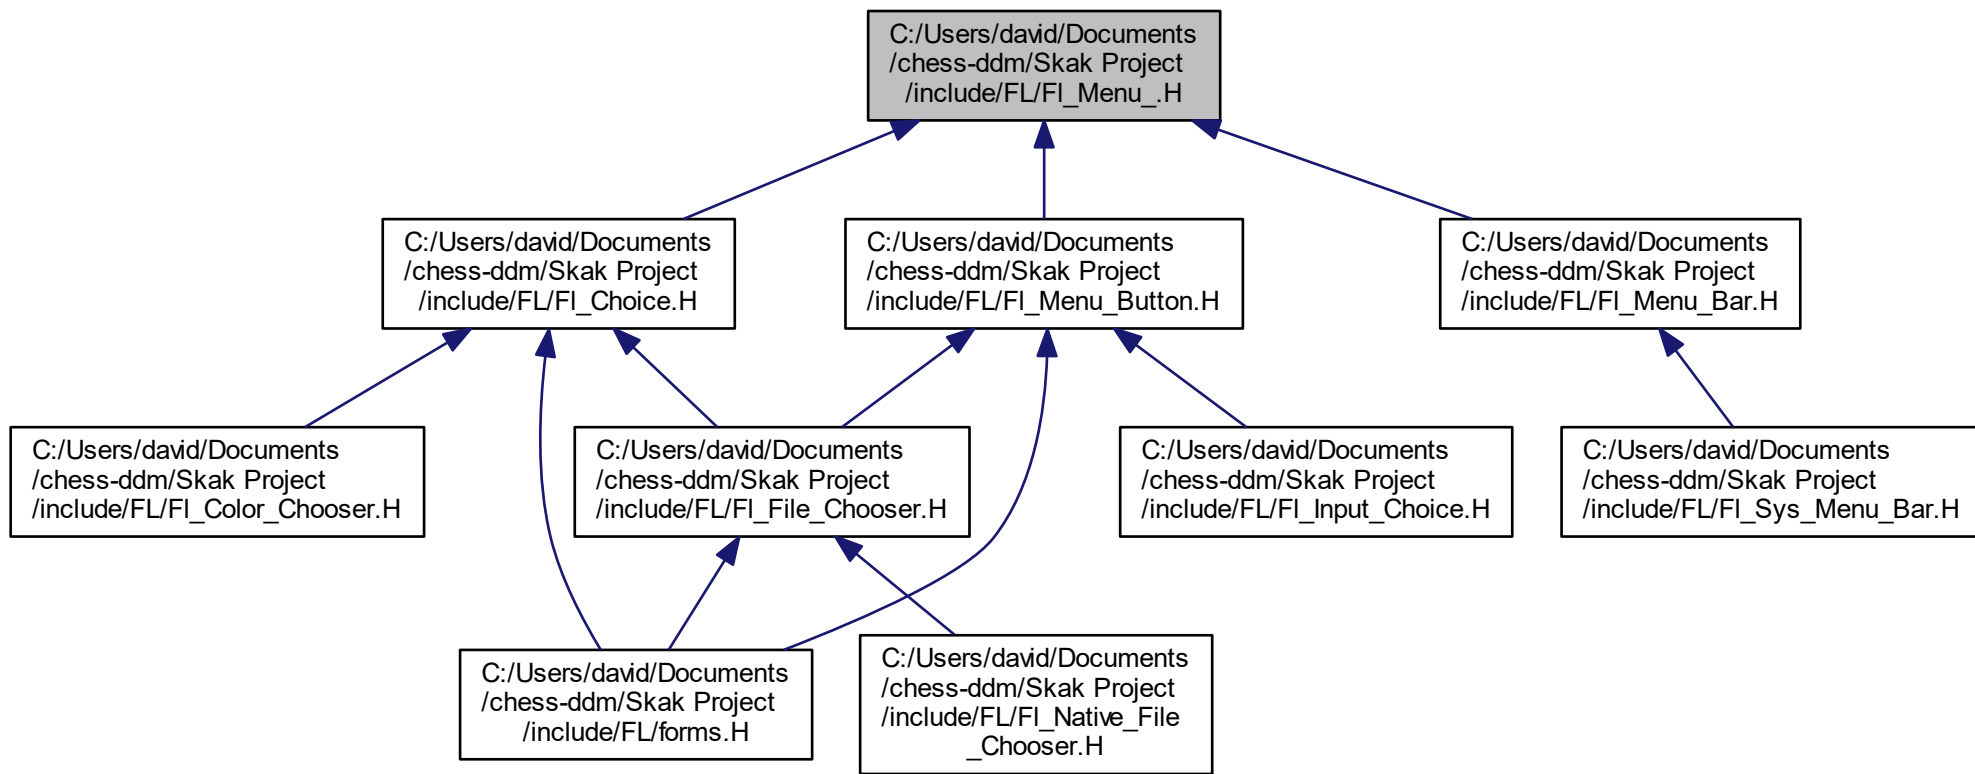 C:/Users/david/Documents
/chess-ddm/Skak Project
/include/FL/Fl_Menu_.H
C:/Users/david/Documents
/chess-ddm/Skak Project
/include/FL/Fl_Choice.H
C:/Users/david/Documents
/chess-ddm/Skak Project
/include/FL/Fl_Menu_Button.H
C:/Users/david/Documents
/chess-ddm/Skak Project
/include/FL/Fl_Menu_Bar.H
C:/Users/david/Documents
/chess-ddm/Skak Project
/include/FL/Fl_Color_Chooser.H
C:/Users/david/Documents
/chess-ddm/Skak Project
/include/FL/Fl_File_Chooser.H
C:/Users/david/Documents
/chess-ddm/Skak Project
/include/FL/Fl_Input_Choice.H
C:/Users/david/Documents
/chess-ddm/Skak Project
/include/FL/Fl_Sys_Menu_Bar.H
C:/Users/david/Documents
/chess-ddm/Skak Project
/include/FL/forms.H
C:/Users/david/Documents
/chess-ddm/Skak Project
/include/FL/Fl_Native_File
_Chooser.H